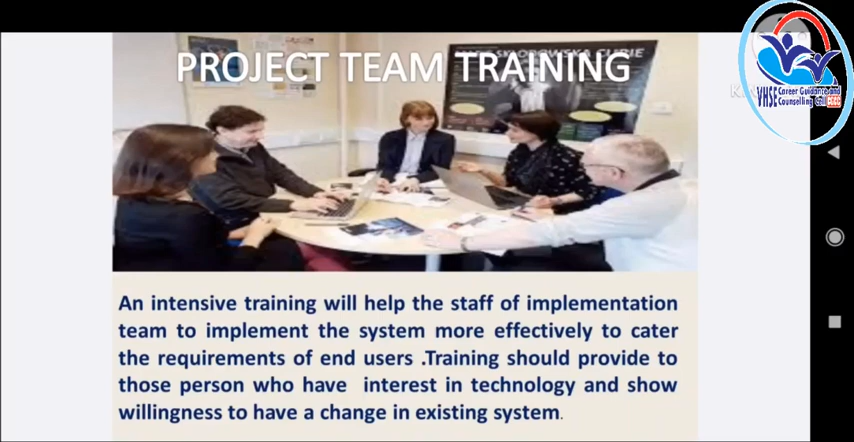 PROJECT TEAM TRAINING
VHSE Career Guidance and
Counselling Cell CGCC
An intensive training will help the staff of implementation
team to implement the system more effectively to cater
the requirements of end users .Training should provide to
those person who have interest in technology and show
willingness to have a change in existing system.